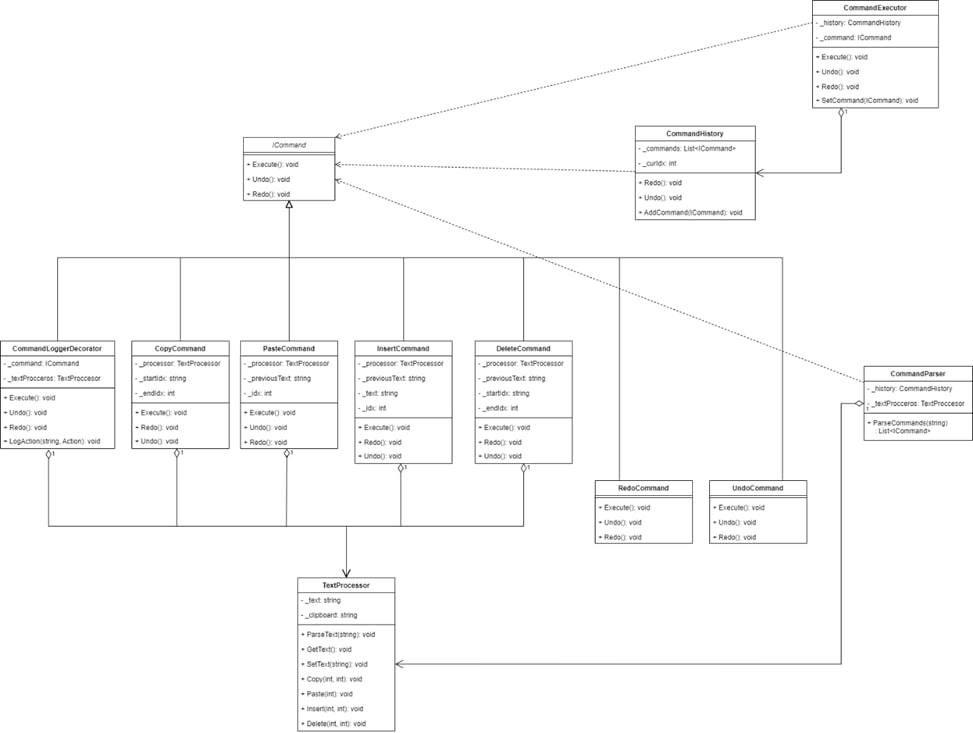 CommandExecutor
- _history: CommandHistory
- _command: ICommand
+ Execute(): void
+ Undo(): void
+ Redo(): void
+ SetCommand(ICommand): void
1
ICommand
+ Execute(): void
+ Undo(): void
+ Redo(): void
CommandHistory
- _commands: List<ICommand>
- _curIdx: int
+ Redo(): void
+ Undo(): void
+ AddCommand(ICommand): void
CommandLoggerDecorator
- _command: ICommand
- _textProcceros: TextProccesor
+ Execute(): void
+ Undo(): void
+ Redo(): void
+ LogAction(string, Action): void
1
CopyCommand
- _processor: TextProcessor
- _startIdx: string
- _endIdx: int
+ Execute(): void
+ Redo(): void
+ Undo(): void
1
PasteCommand
- _processor: TextProcessor
- _previousText: string
- _idx: int
+ Execute(): void
+ Undo(): void
+ Redo(): void
1
InsertCommand
- _processor: TextProcessor
- _previousText: string
- _text: string
- _idx: int
+ Execute(): void
+ Redo(): void
+ Undo(): void
1
DeleteCommand
- _processor: TextProcessor
- _previousText: string
- _startIdx: string
- _endIdx: int
+ Execute(): void
+ Redo(): void
+ Undo(): void
1
CommandParser
- _history: CommandHistory
- _textProcceros: TextProccesor
1
+ ParseCommands(string)
: List<ICommand>
RedoCommand
+ Execute(): void
+ Undo(): void
+ Redo(): void
UndoCommand
+ Execute(): void
+ Undo(): void
+ Redo(): void
TextProcessor
- _text: string
- _clipboard: string
+ ParseText(string): void
+ GetText(): void
+ SetText(string): void
+ Copy(int, int): void
+ Paste(int): void
+ Insert(int, int): void
+ Delete(int, int): void